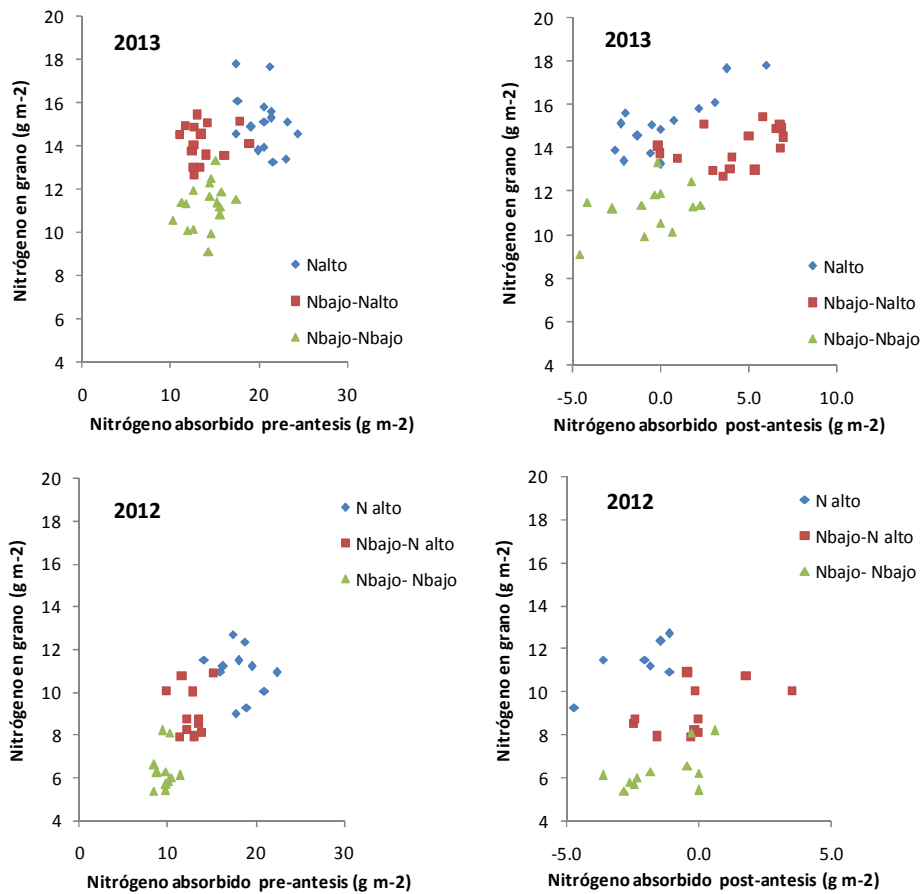 2013
Nitrógeno en grano (g m-2)
20
18
16
14
12
10
8
6
4
0
10
20
30
Nitrógeno absorbido pre-antesis (g m-2)
Nalto
Nbajo-Nalto
Nbajo-Nbajo
2013
Nitrógeno en grano (g m-2)
20
18
16
14
12
10
8
6
4
-5.0
0.0
5.0
10.0
Nitrógeno absorbido post-antesis (g m-2)
Nalto
Nbajo-Nalto
Nbajo-Nbajo
2012
Nitrógeno en grano (g m-2)
20
18
16
14
12
10
8
6
4
0
10
20
30
Nitrógeno absorbido pre-antesis (g m-2)
N alto
Nbajo-N alto
Nbajo- Nbajo
2012
Nitrógeno en grano (g m-2)
20
18
16
14
12
10
8
6
4
-5.0
0.0
5.0
Nitrógeno absorbido post-antesis (g m-2)
N alto
Nbajo-N alto
Nbajo- Nbajo